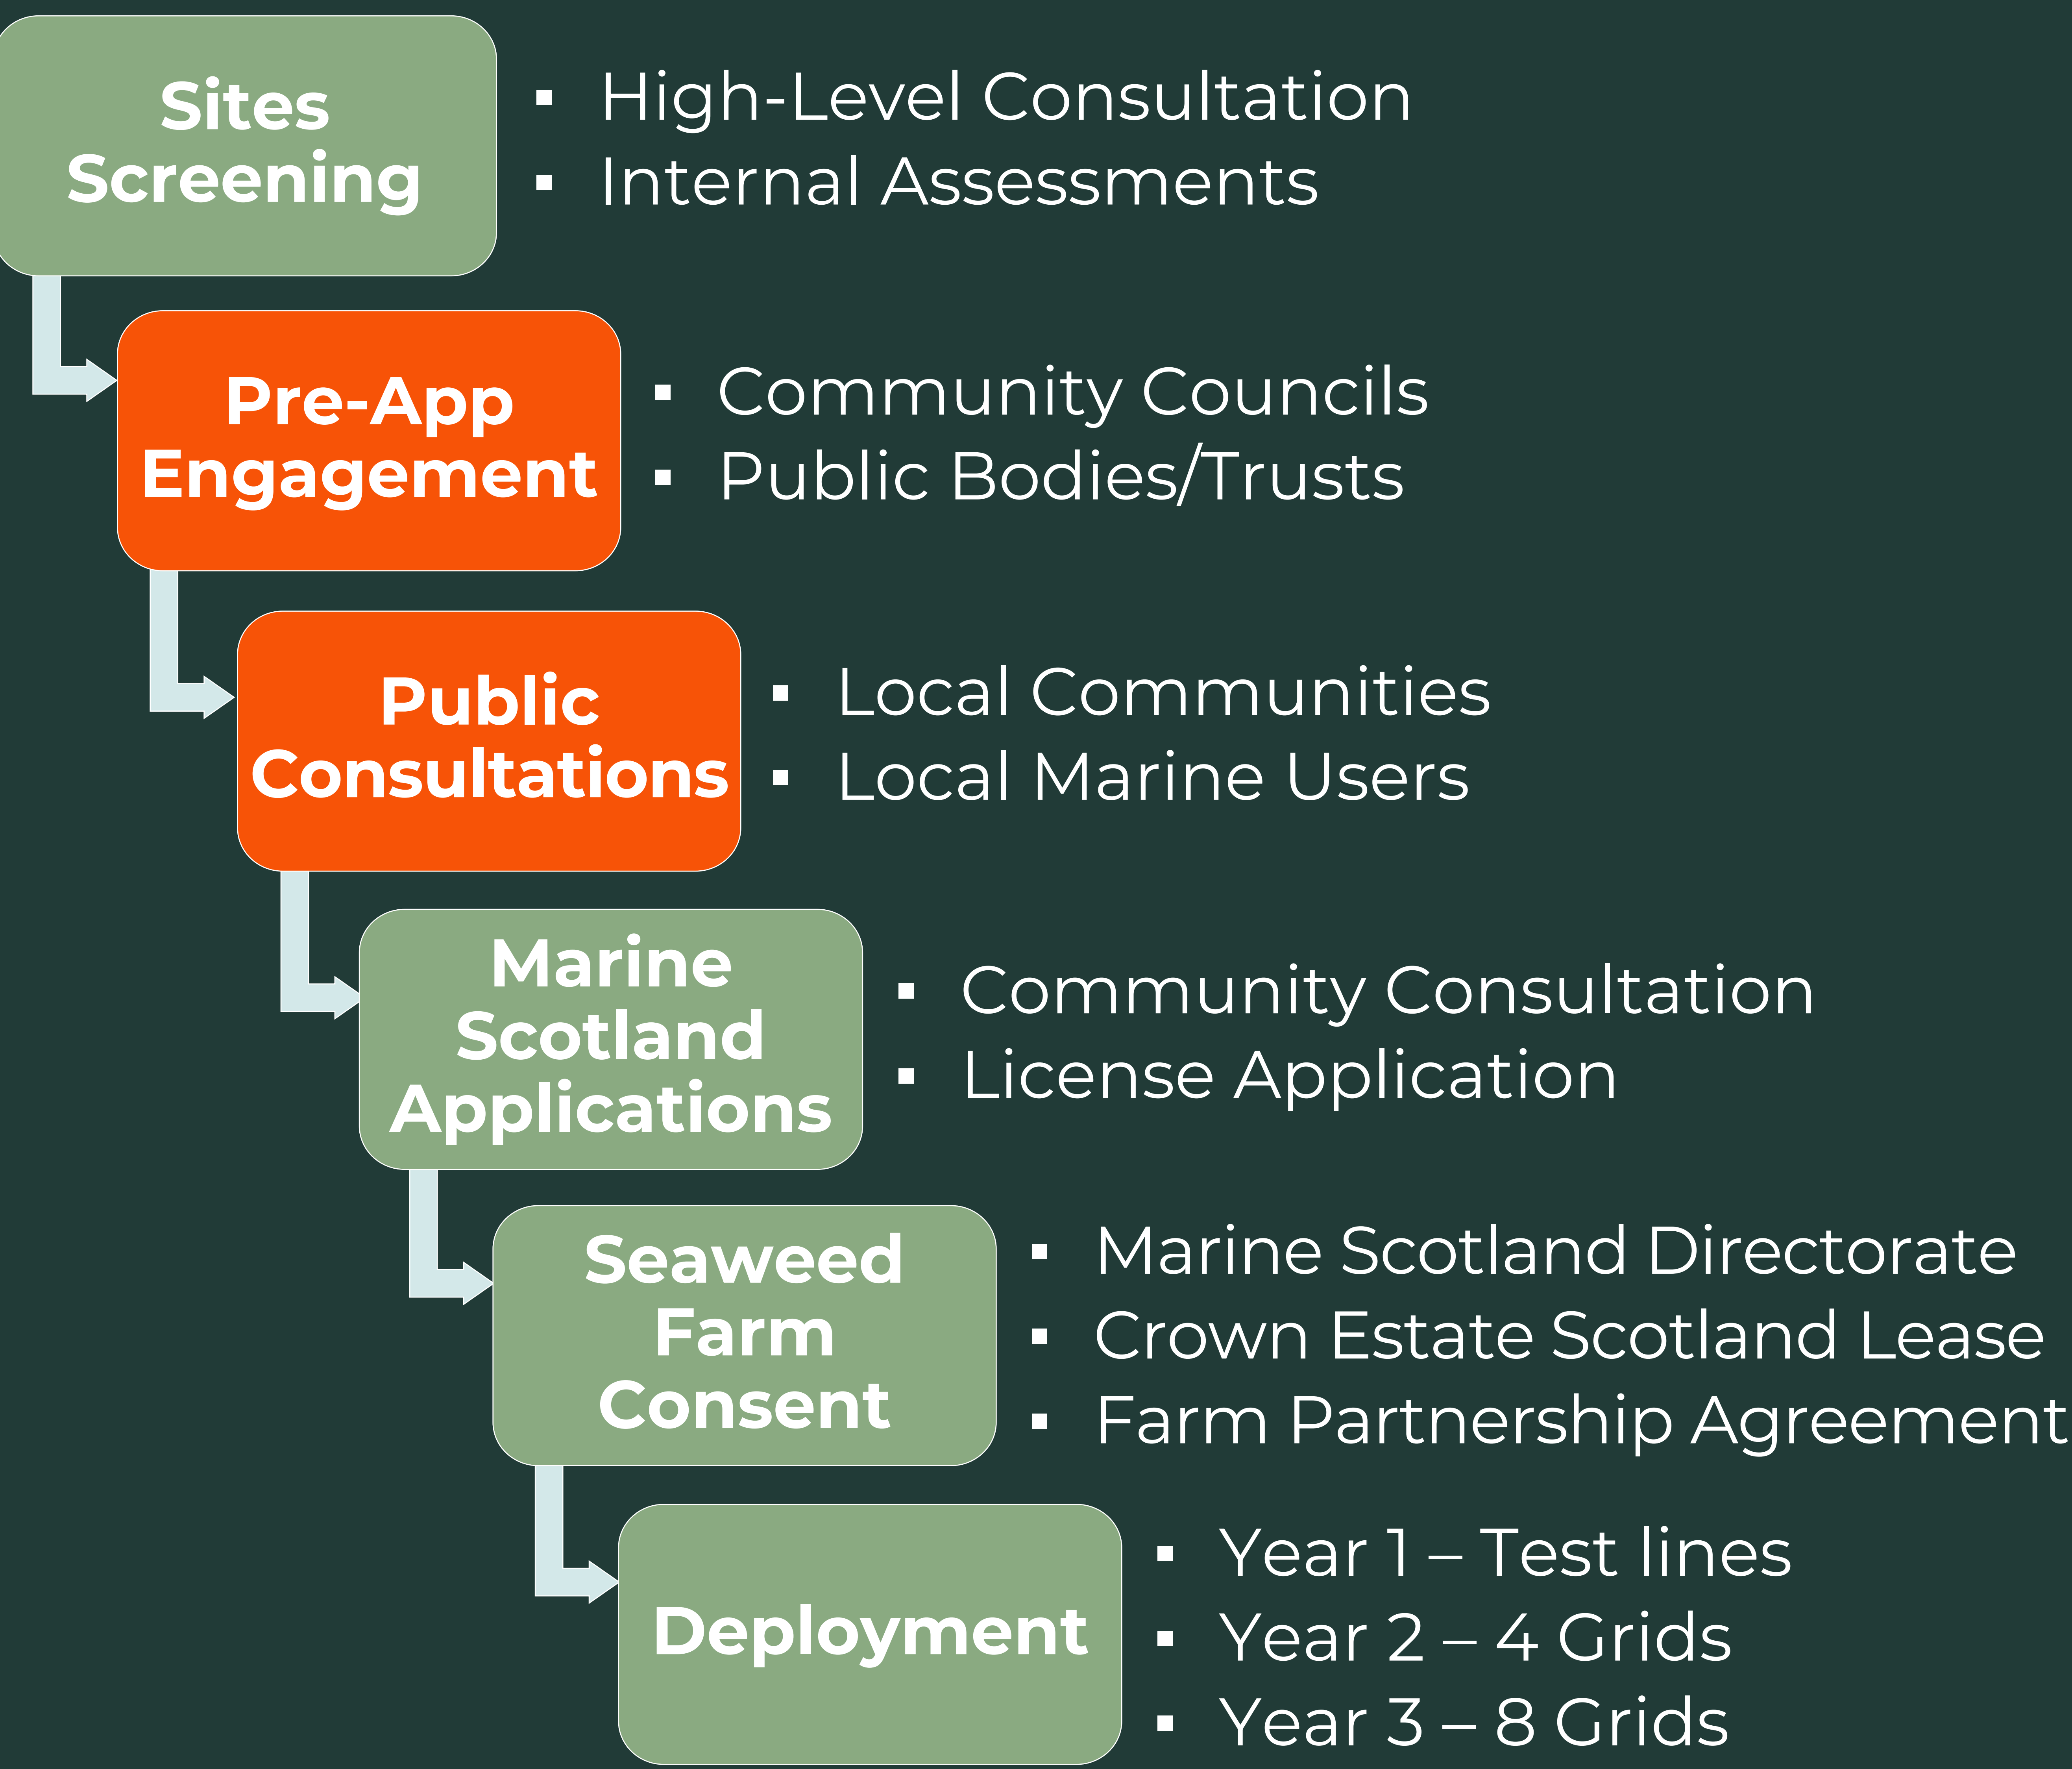 Sites
Screening
▪ High-Level Consultation
▪ Internal Assessments
Pre-App
Engagement
▪ Community Councils
▪ Public Bodies/Trusts
Public
Consultations
▪ Local Communities
▪ Local Marine Users
Marine
Scotland
Applications
▪ Community Consultation
▪ License Application
Seaweed
Farm
Consent
▪ Marine Scotland Directorate
▪ Crown Estate Scotland Lease
▪ Farm Partnership Agreement
Deployment
▪ Year 1 – Test lines
▪ Year 2 – 4 Grids
▪ Year 3 – 8 Grids